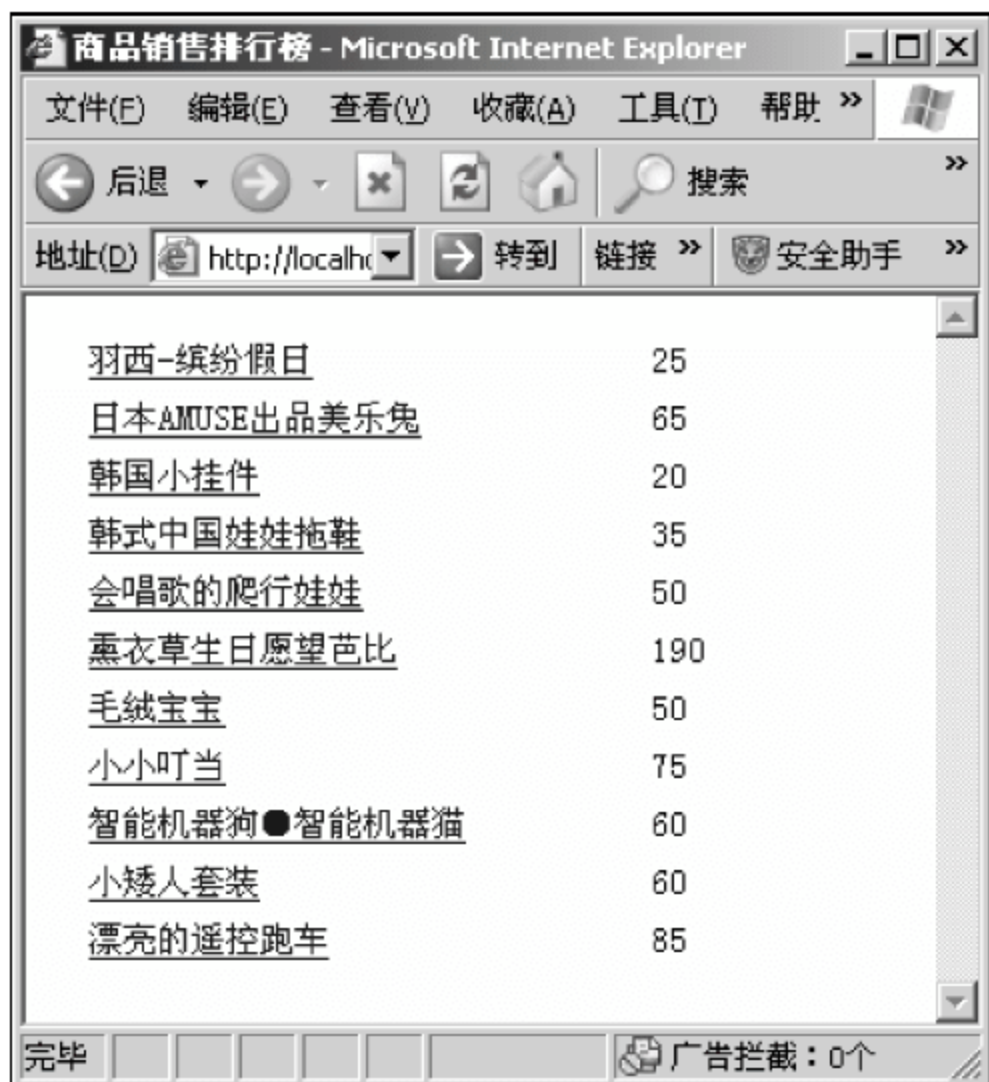 商品销售排行榜 - Microsoft Internet Explorer
文件(F) 编辑(E) 查看(V) 收藏(A) 工具(T) 帮助 »
后退 搜索 »
地址(D) http://localh 转到 链接 » 安全助手 »
羽西-缤纷假日 25
日本AMUSE出品美乐兔 65
韩国小挂件 20
韩式中国娃娃拖鞋 35
会唱歌的爬行娃娃 50
薰衣草生日愿望芭比 190
毛绒宝宝 50
小小叮当 75
智能机器狗●智能机器猫 60
小矮人套装 60
漂亮的遥控跑车 85
完毕 广告拦截：0个